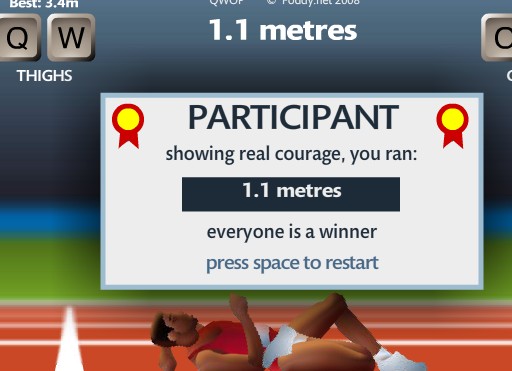 Best: 3.4m
QWOP © Foddy.net 2008
1.1 metres
Q W O
THIGHS
PARTICIPANT
showing real courage, you ran:
1.1 metres
everyone is a winner
press space to restart